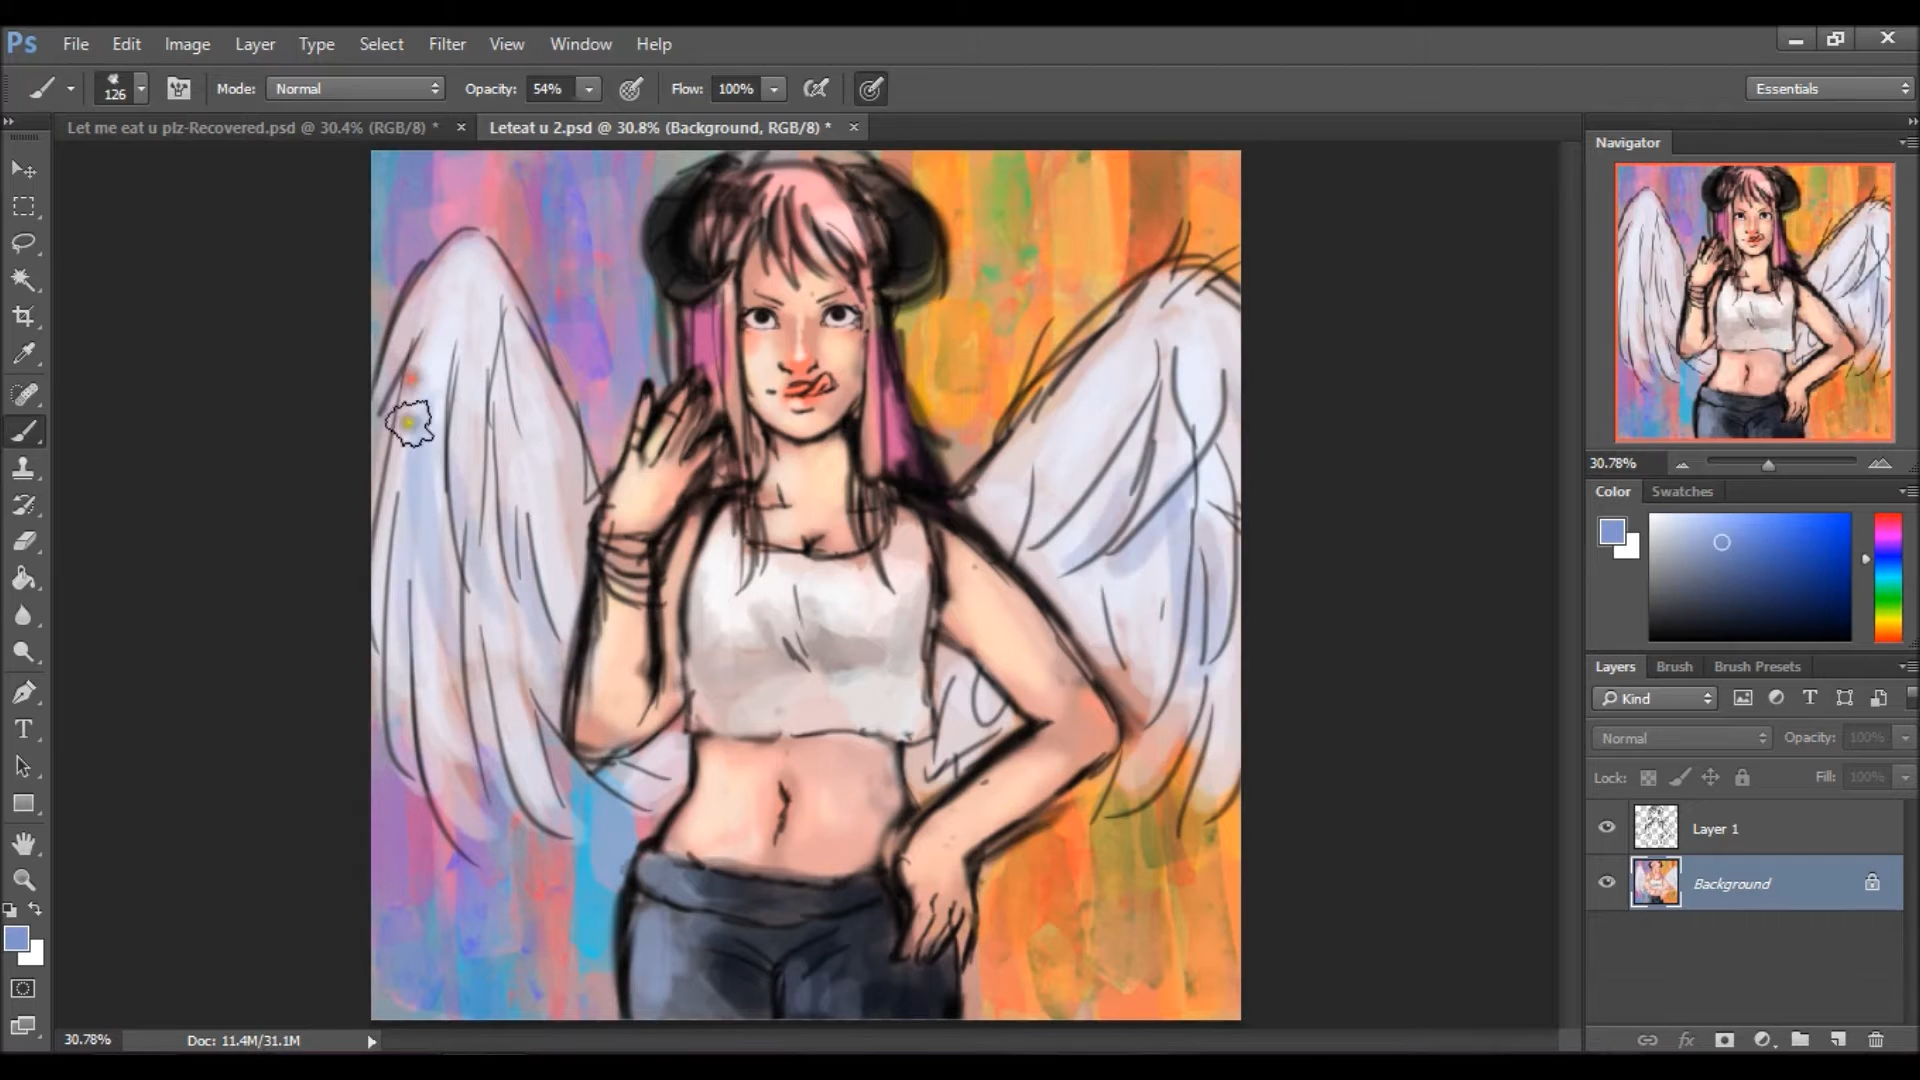 Ps File Edit Image Layer Type Select Filter View Window Help
126 Mode: Normal Opacity: 54% Flow: 100% Essentials
Let me eat u plz-Recovered.psd @ 30.4% (RGB/8) * × Leteat u 2.psd @ 30.8% (Background, RGB/8) * ×
Navigator
30.78%
Color Swatches
Layers Brush Brush Presets
Kind
Normal Opacity: 100%
Lock: Fill: 100%
Layer 1
Background
fx
30.78% Doc: 11.4M/31.1M